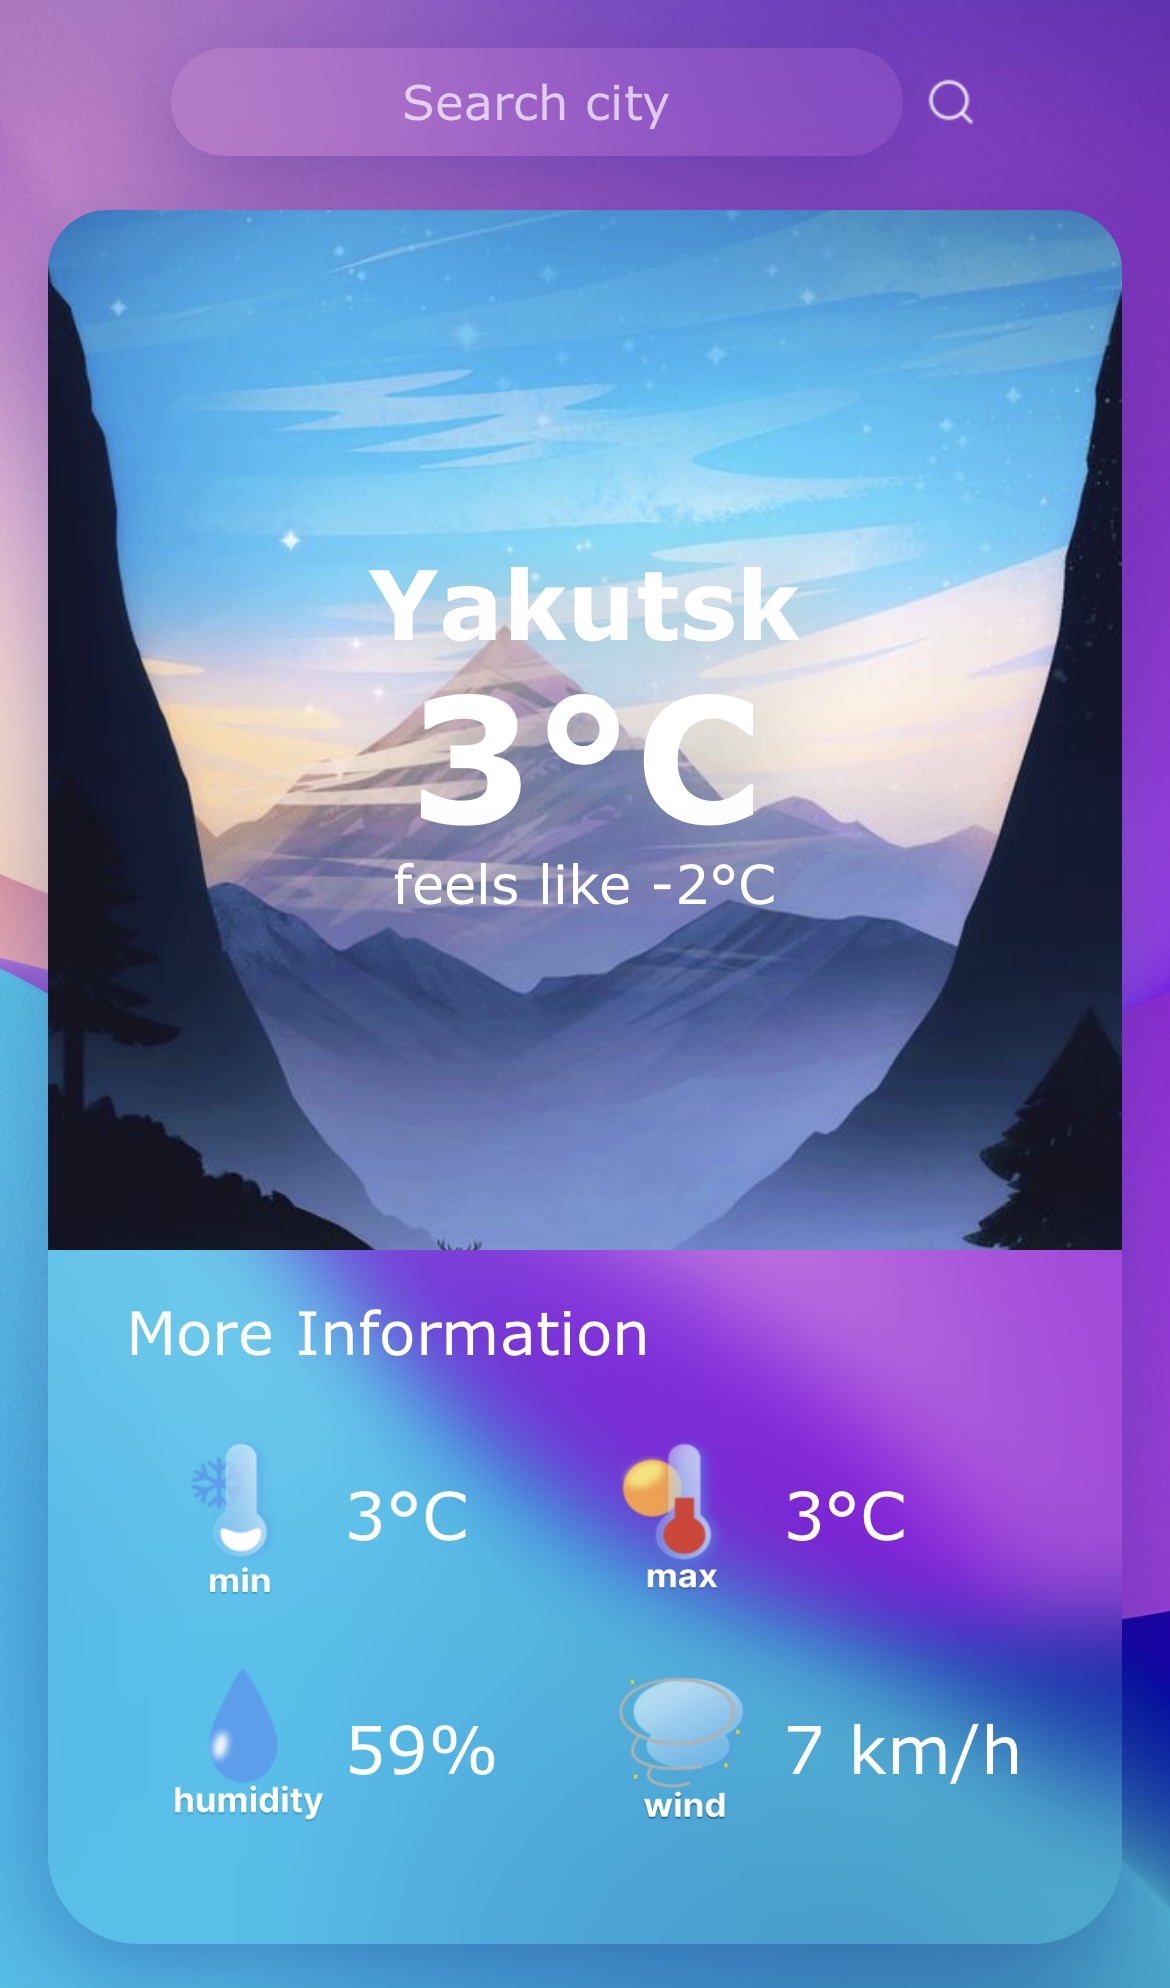 Search city
Yakutsk
3°C
feels like -2°C
More Information
min
3°C
max
3°C
humidity
59%
wind
7 km/h